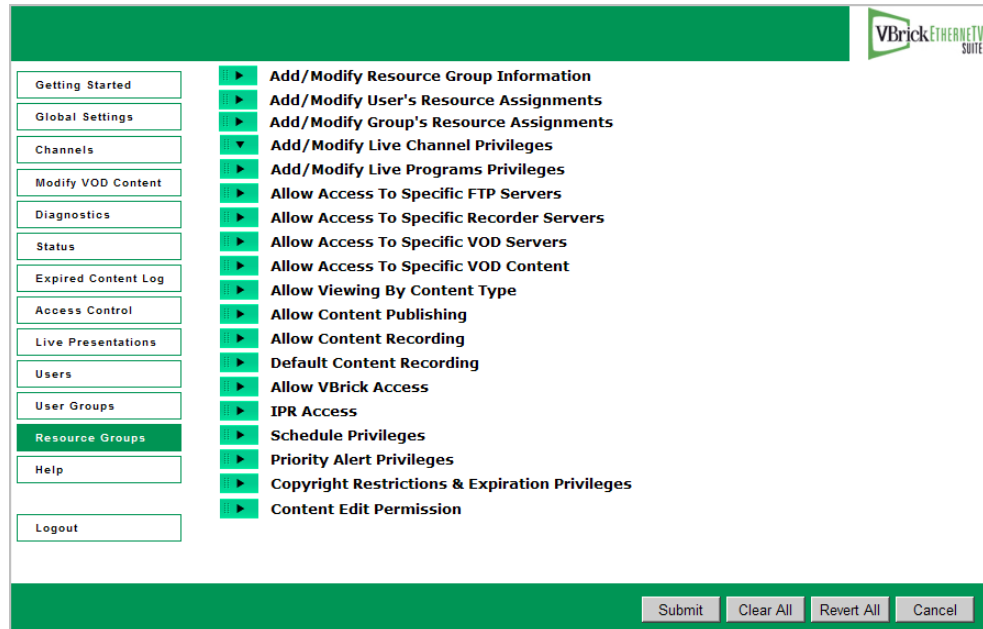 VBrick ETHERNETV
SUITE
Getting Started
Global Settings
Channels
Modify VOD Content
Diagnostics
Status
Expired Content Log
Access Control
Live Presentations
Users
User Groups
Resource Groups
Help
Logout
Add/Modify Resource Group Information
Add/Modify User's Resource Assignments
Add/Modify Group's Resource Assignments
Add/Modify Live Channel Privileges
Add/Modify Live Programs Privileges
Allow Access To Specific FTP Servers
Allow Access To Specific Recorder Servers
Allow Access To Specific VOD Servers
Allow Access To Specific VOD Content
Allow Viewing By Content Type
Allow Content Publishing
Allow Content Recording
Default Content Recording
Allow VBrick Access
IPR Access
Schedule Privileges
Priority Alert Privileges
Copyright Restrictions & Expiration Privileges
Content Edit Permission
Submit Clear All Revert All Cancel